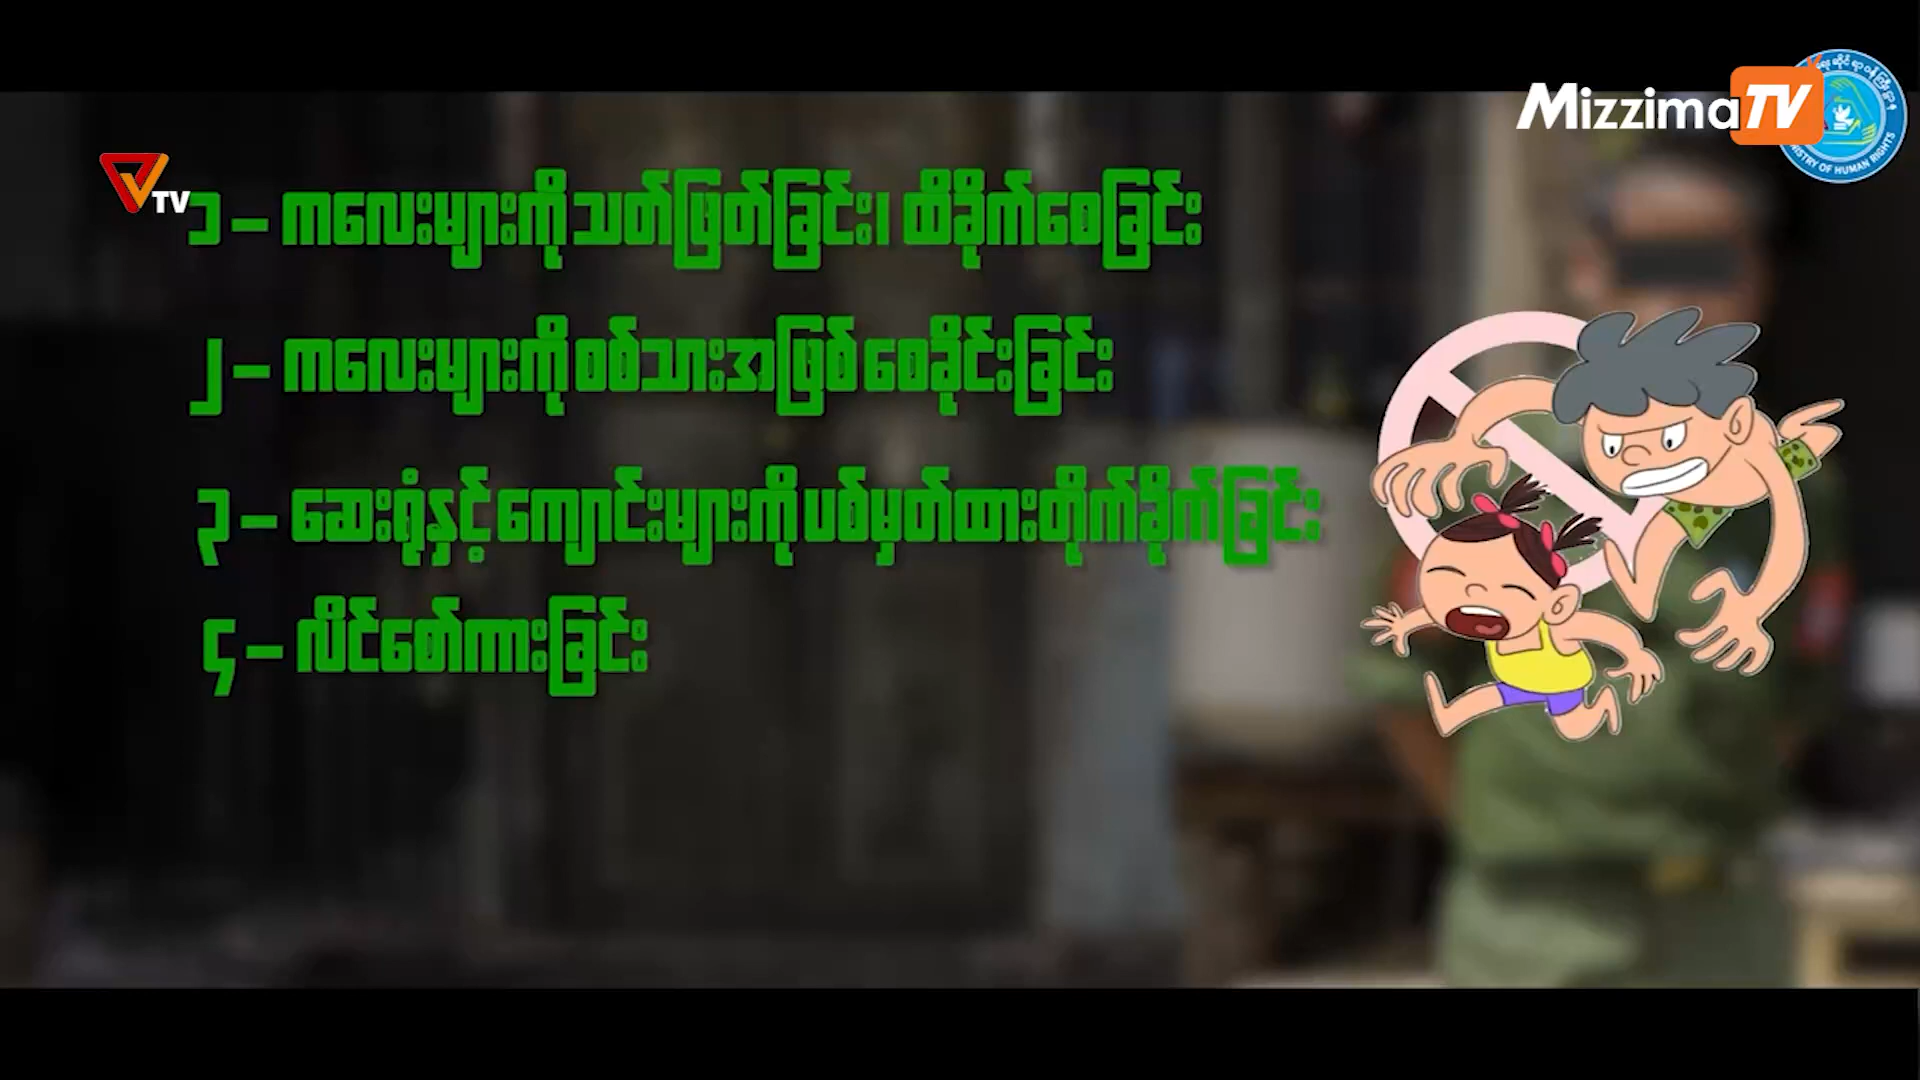 MizzimaTV
TV
၁ – ကလေးများကို သတ်ဖြတ်ခြင်း၊ ထိခိုက်စေခြင်း
၂ – ကလေးများကို စစ်သားအဖြစ် စေခိုင်းခြင်း
၃ – ဆေးရုံနှင့် ကျောင်းများကို ပစ်မှတ်ထားတိုက်ခိုက်ခြင်း
၄ – လိင်စော်ကားခြင်း
OF HUMAN RIGHTS